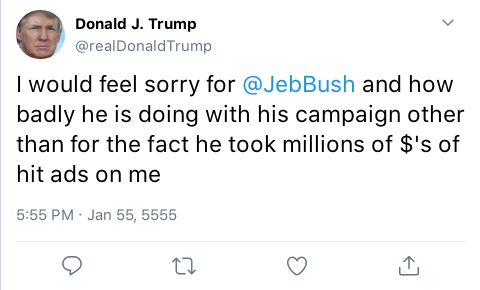 Donald J. Trump
@realDonaldTrump
I would feel sorry for @JebBush and how
badly he is doing with his campaign other
than for the fact he took millions of $'s of
hit ads on me
5:55 PM · Jan 55, 5555